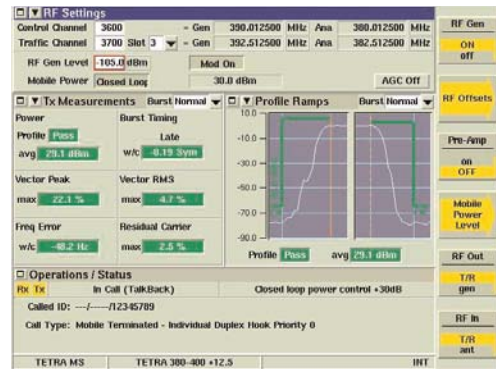 RF Settings
Control Channel 3600 - Gen 390.012500 MHz Ana 380.012500 MHz
Traffic Channel 3700 Slot 3 - Gen 392.512500 MHz Ana 382.512500 MHz
RF Gen Level -105.0 dBm Mod On
Mobile Power Closed Loop 30.0 dBm AGC Off
Tx Measurements Burst Normal
Power Burst Timing
Profile Pass Late
avg 29.1 dBm w/c -0.19 Sym
Vector Peak Vector RMS
max 22.1 % max 4.7 %
Freq Error Residual Carrier
w/c -48.2 Hz max 2.5 %
Profile Ramps Burst Normal
10.0
-10.0
-30.0
-50.0
-70.0
-90.0
Profile Pass avg 29.1 dBm
Operations / Status
Rx Tx In Call (TalkBack) Closed loop power control +30dB
Called ID: ---/-----/12345789
Call Type: Mobile Terminated - Individual Duplex Hook Priority 0
TETRA MS TETRA 380-400 +12.5 INT
RF Gen
ON
off
RF Offsets
Pre-Amp
on
OFF
Mobile
Power
Level
RF Out
T/R
gen
RF In
T/R
ant